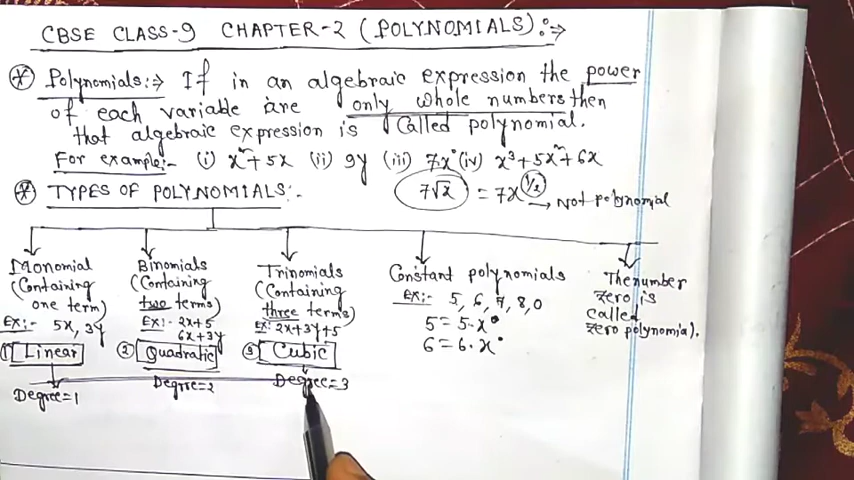 CBSE CLASS-9 CHAPTER-2 (POLYNOMIALS):→
* Polynomials:→ If in an algebraic expression the power
of each variable are only whole numbers then
that algebraic expression is called polynomial.
For example:- (i) x²+5x (ii) 9y (iii) 7x⁰ (iv) x³+5x²+6x
* TYPES OF POLYNOMIALS:-
7√x = 7x^(1/2) → Not polynomial
Monomial
(Containing
one term)
EX:- 5x, 3y
Binomials
(Containing
two terms)
EX:- 2x+5
6x+3y
Trinomials
(Containing
three terms)
EX:- 2x+3y+5
Constant polynomials
EX:- 5, 6, 7, 8, 0
5=5·x⁰
6=6·x⁰
The number
zero is
called
zero polynomial.
① Linear
② Quadratic
③ Cubic
Degree=1
Degree=2
Degree=3